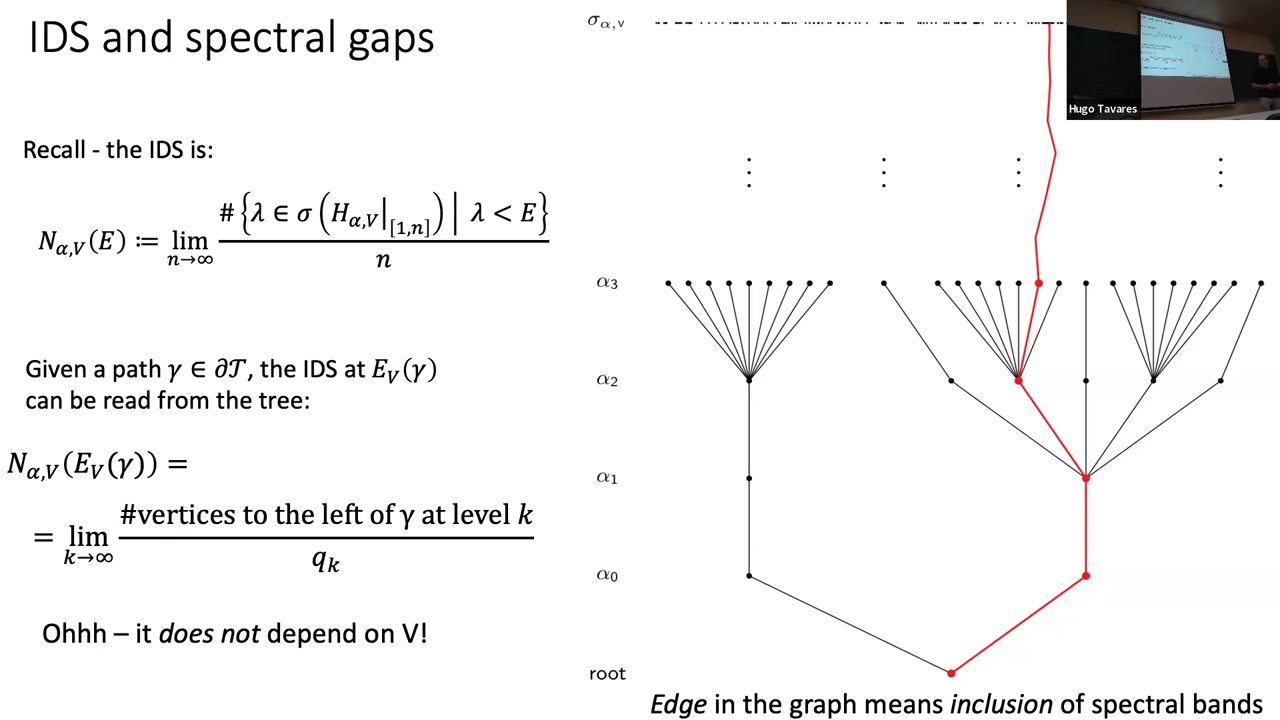 IDS and spectral gaps
Recall - the IDS is:
N_{α,V}(E) ≔ lim_{n→∞} #{λ ∈ σ(H_{α,V}|_{[1,n]}) | λ < E} / n
Given a path γ ∈ ∂𝒯, the IDS at E_V(γ)
can be read from the tree:
N_{α,V}(E_V(γ)) =
= lim_{k→∞} #vertices to the left of γ at level k / q_k
Ohhh – it does not depend on V!
σ_{α,V}
α_3
α_2
α_1
α_0
root
Edge in the graph means inclusion of spectral bands
Hugo Tavares